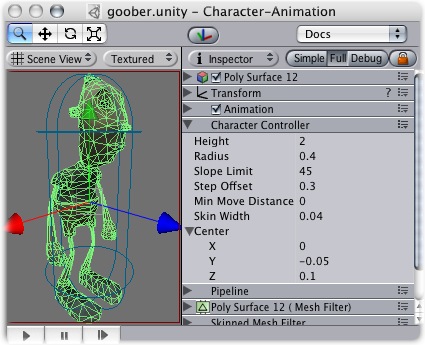 goober.unity – Character-Animation
Docs
Scene View
Textured
Inspector
Simple Full Debug
Poly Surface 12
Transform ?
Animation
Character Controller
Height 2
Radius 0.4
Slope Limit 45
Step Offset 0.3
Min Move Distance 0
Skin Width 0.04
Center
X 0
Y -0.05
Z 0.1
Pipeline
Poly Surface 12 (Mesh Filter)
Skinned Mesh Filter